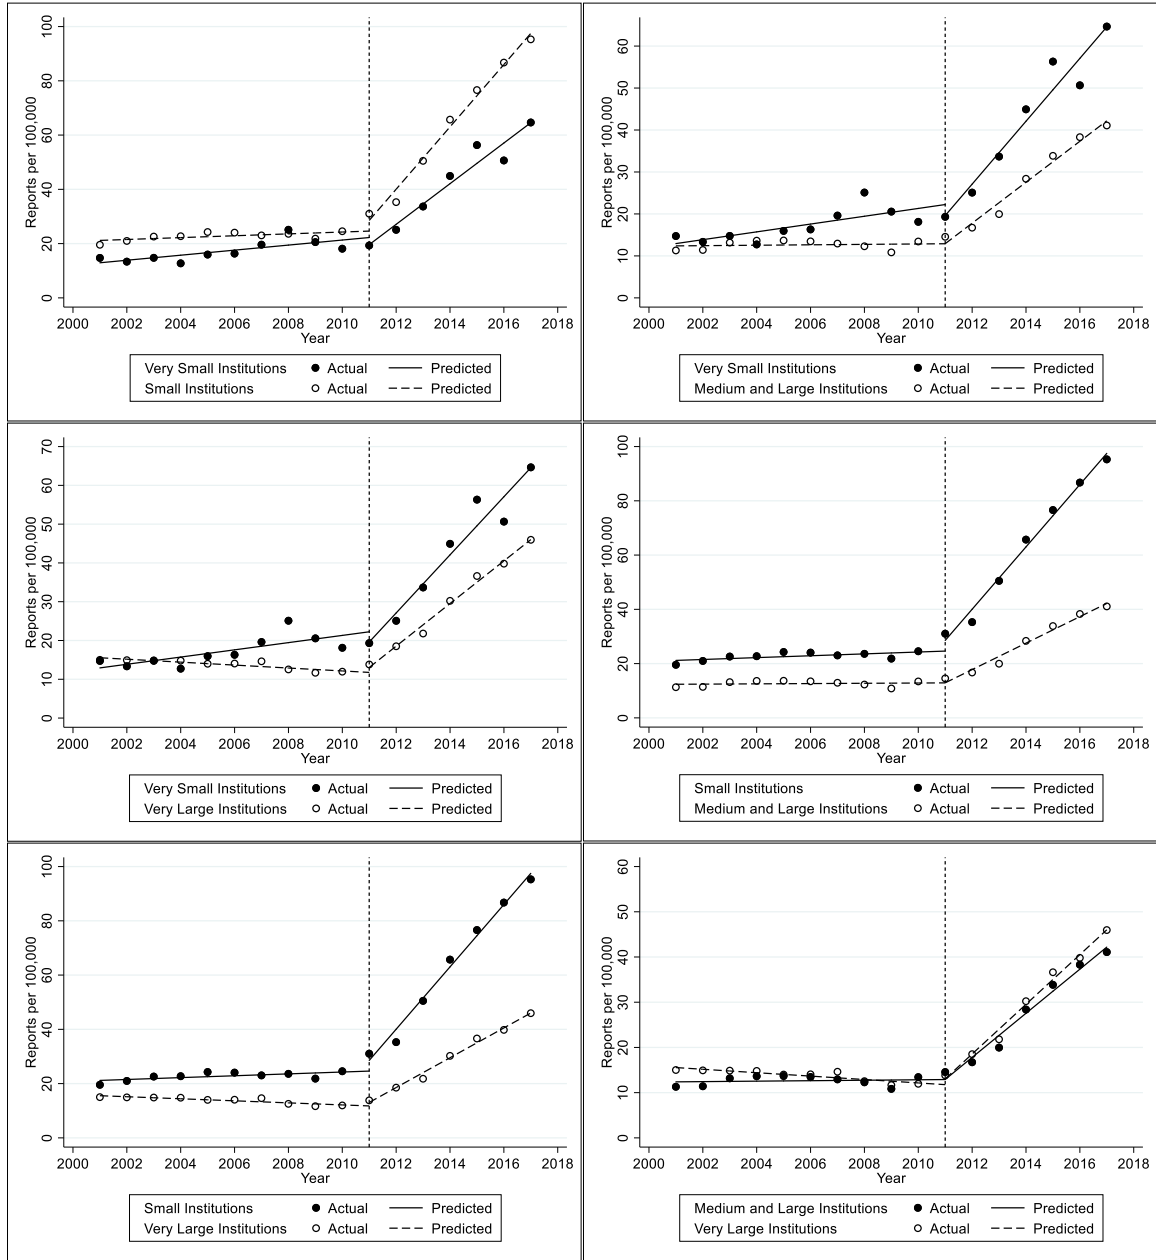 Reports per 100,000
100
80
60
40
20
0
2000 2002 2004 2006 2008 2010 2012 2014 2016 2018
Year
Very Small Institutions Actual Predicted
Small Institutions Actual Predicted
Reports per 100,000
60
50
40
30
20
10
0
2000 2002 2004 2006 2008 2010 2012 2014 2016 2018
Year
Very Small Institutions Actual Predicted
Medium and Large Institutions Actual Predicted
Reports per 100,000
70
60
50
40
30
20
10
0
2000 2002 2004 2006 2008 2010 2012 2014 2016 2018
Year
Very Small Institutions Actual Predicted
Very Large Institutions Actual Predicted
Reports per 100,000
100
80
60
40
20
0
2000 2002 2004 2006 2008 2010 2012 2014 2016 2018
Year
Small Institutions Actual Predicted
Medium and Large Institutions Actual Predicted
Reports per 100,000
100
80
60
40
20
0
2000 2002 2004 2006 2008 2010 2012 2014 2016 2018
Year
Small Institutions Actual Predicted
Very Large Institutions Actual Predicted
Reports per 100,000
60
50
40
30
20
10
0
2000 2002 2004 2006 2008 2010 2012 2014 2016 2018
Year
Medium and Large Institutions Actual Predicted
Very Large Institutions Actual Predicted